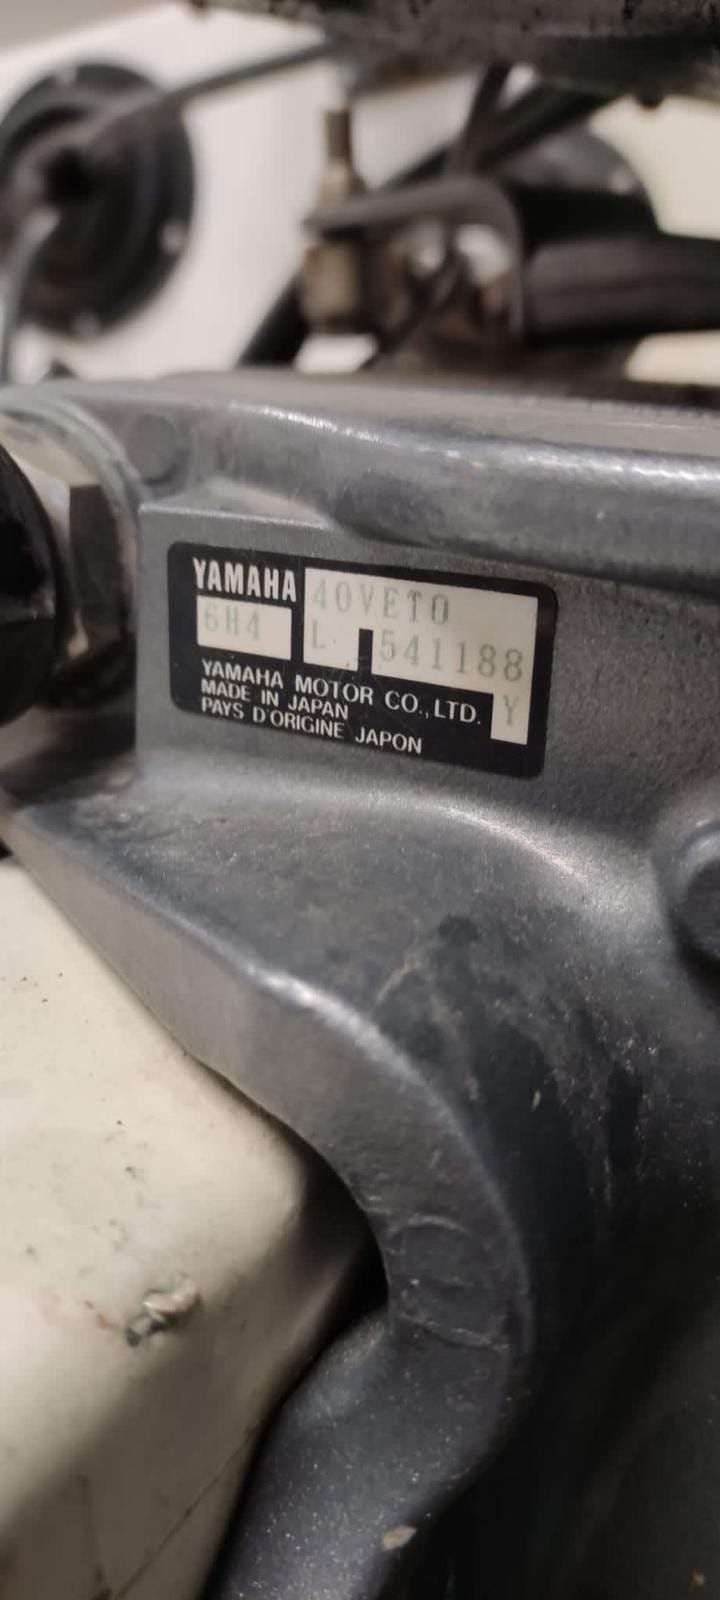 YAMAHA 40VETO
6H4 L 541188
Y
YAMAHA MOTOR CO.,LTD.
MADE IN JAPAN
PAYS D'ORIGINE JAPON